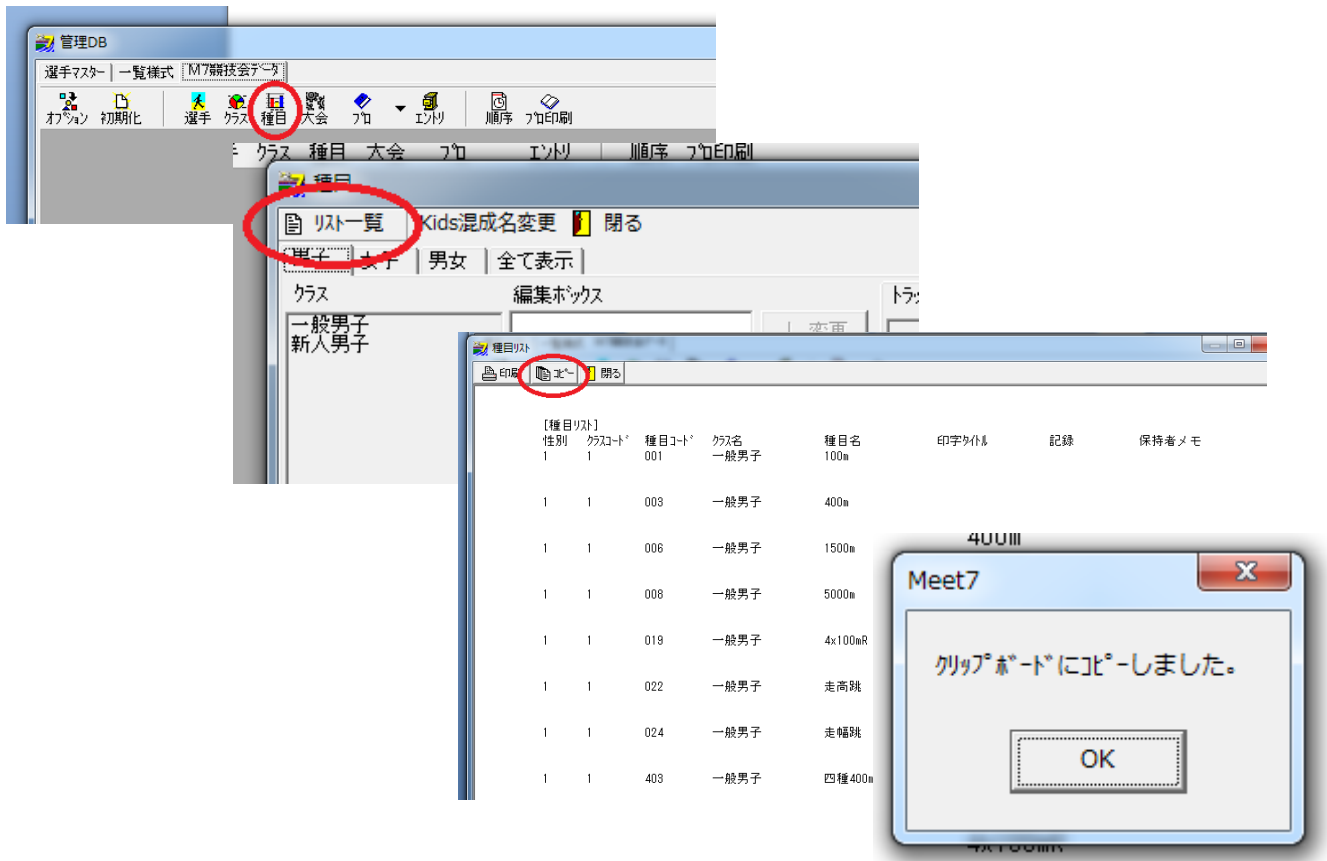 管理DB
選手マスター 一覧様式 M7競技会データ
オプション 初期化 選手 クラス 種目 大会 プロ エントリ 順序 プロ印刷
クラス 種目 大会 プロ エントリ 順序 プロ印刷
種目
リスト一覧 Kids混成名変更 閉る
男子 女子 男女 全て表示
クラス 編集ボックス
変更
一般男子
新人男子
種目リスト
印刷 コピー 閉る
[種目リスト]
性別 クラスコード 種目コード クラス名 種目名 印字タイトル 記録 保持者メモ
1 1 001 一般男子 100m
1 1 003 一般男子 400m
1 1 006 一般男子 1500m
1 1 008 一般男子 5000m
1 1 019 一般男子 4x100mR
1 1 022 一般男子 走高跳
1 1 024 一般男子 走幅跳
1 1 403 一般男子 四種400m
400m
Meet7
クリップボードにコピーしました。
OK
4x100mR